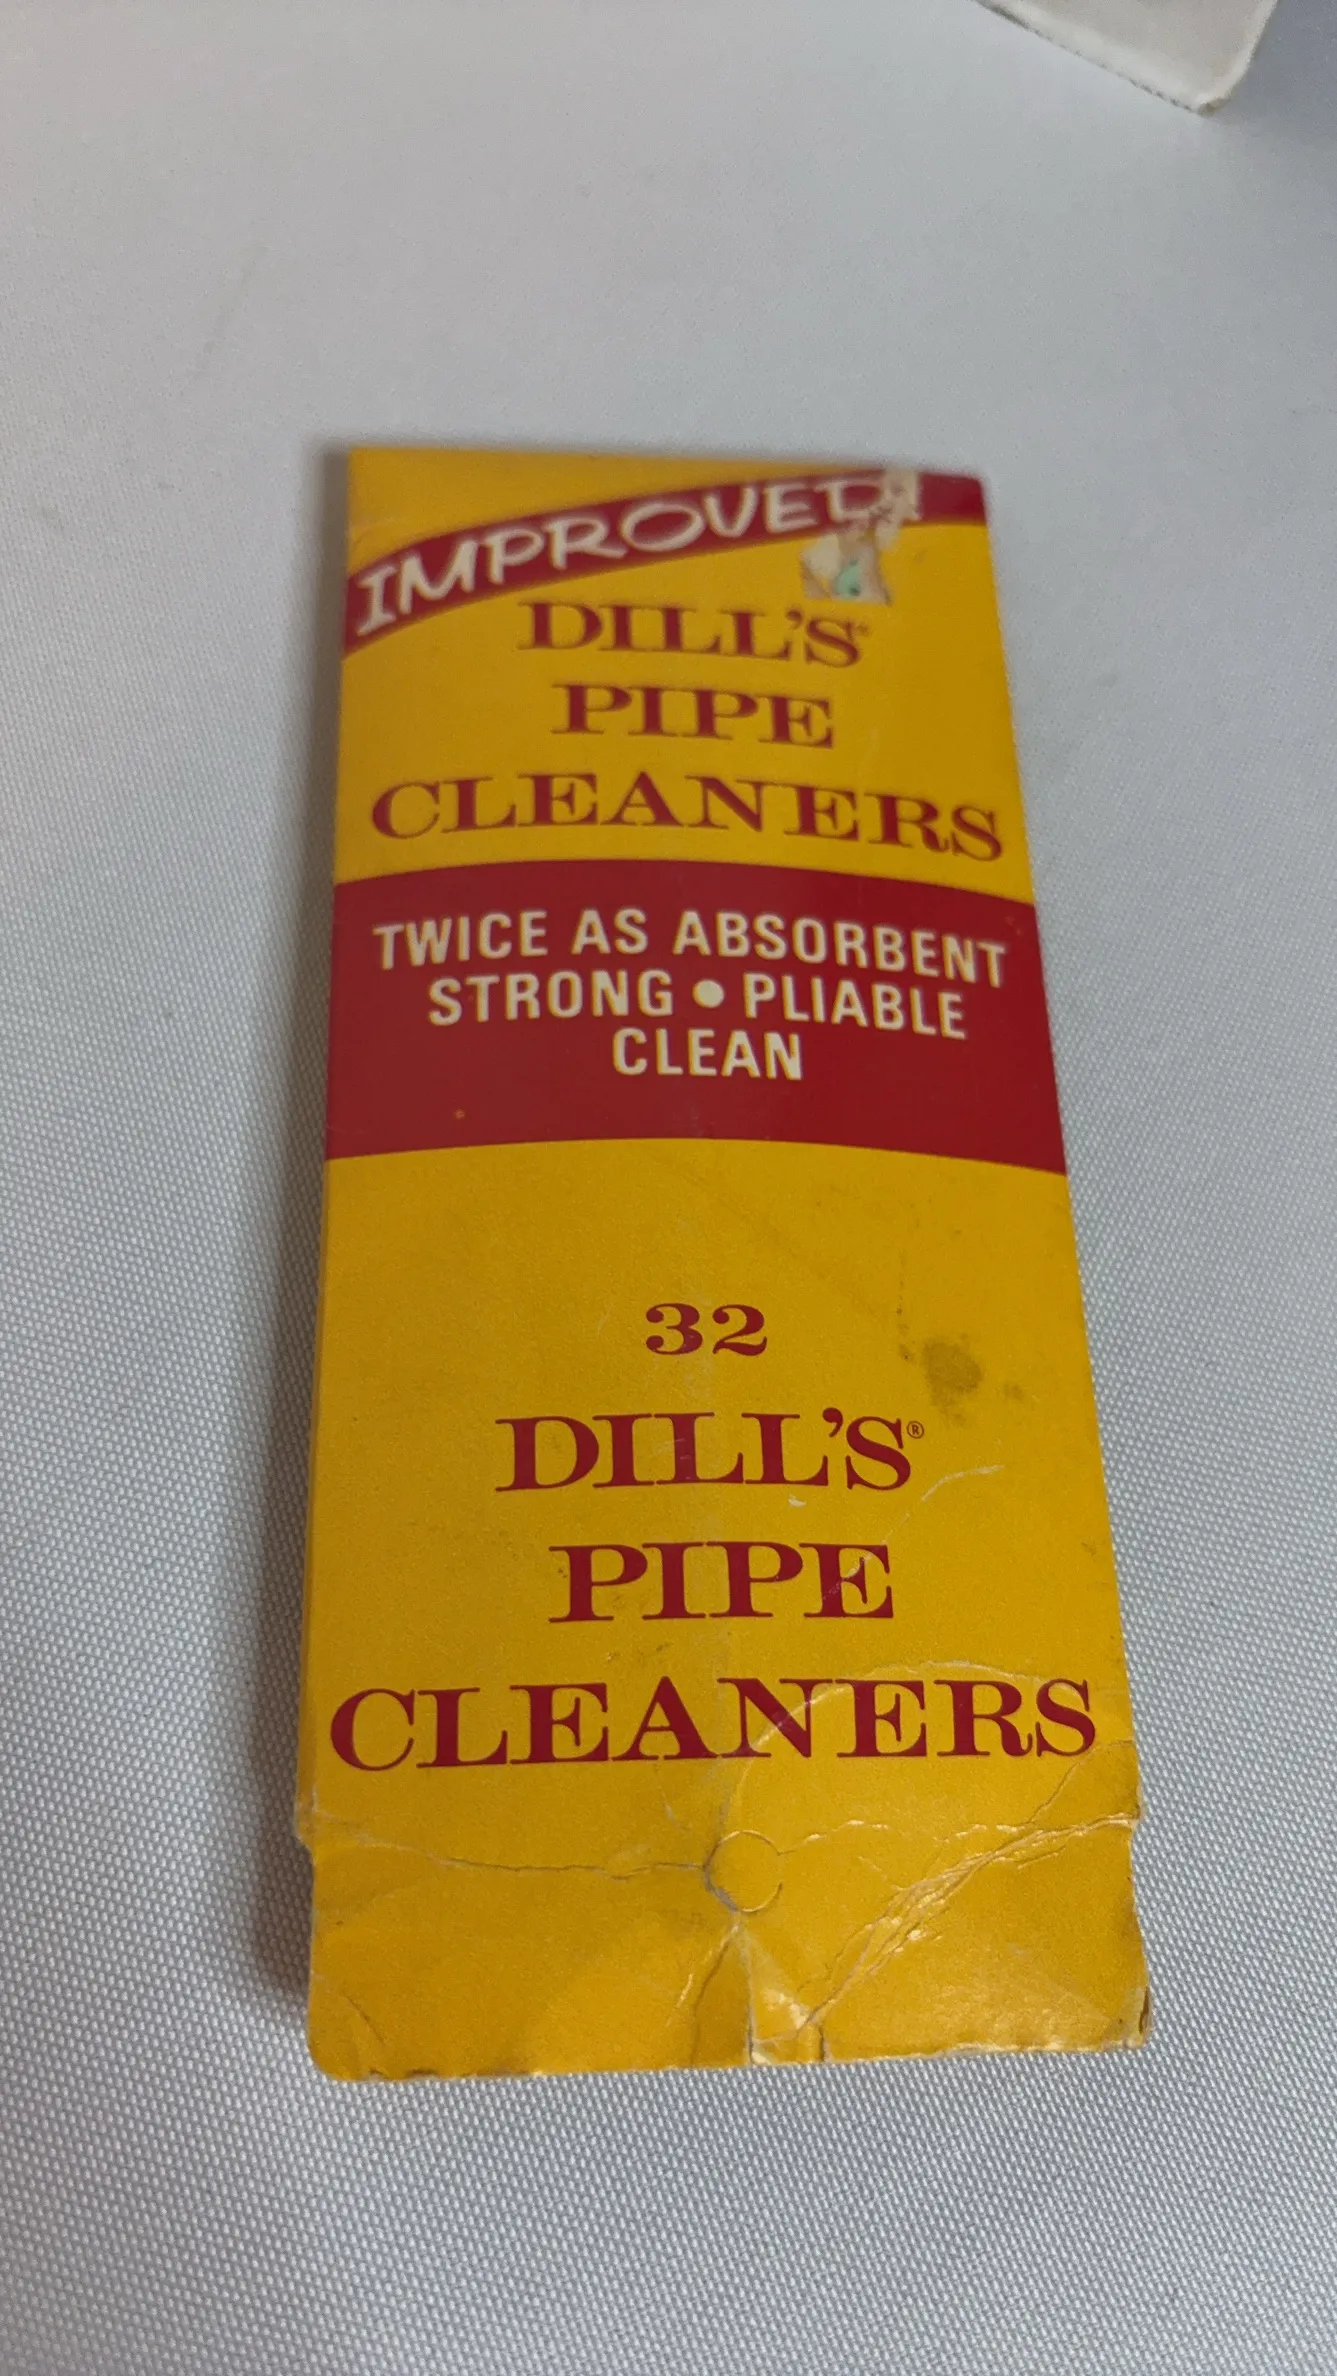 IMPROVED!
DILL'S®
PIPE
CLEANERS
TWICE AS ABSORBENT
STRONG • PLIABLE
CLEAN
32
DILL'S®
PIPE
CLEANERS